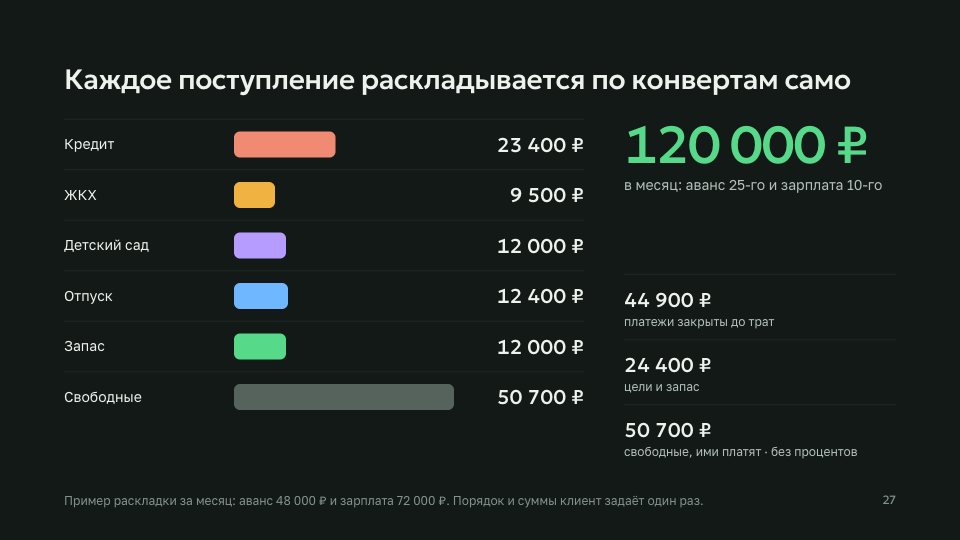 Каждое поступление раскладывается по конвертам само
Кредит 23 400 ₽
ЖКХ 9 500 ₽
Детский сад 12 000 ₽
Отпуск 12 400 ₽
Запас 12 000 ₽
Свободные 50 700 ₽
120 000 ₽
в месяц: аванс 25-го и зарплата 10-го
44 900 ₽
платежи закрыты до трат
24 400 ₽
цели и запас
50 700 ₽
свободные, ими платят · без процентов
Пример раскладки за месяц: аванс 48 000 ₽ и зарплата 72 000 ₽. Порядок и суммы клиент задаёт один раз.
27